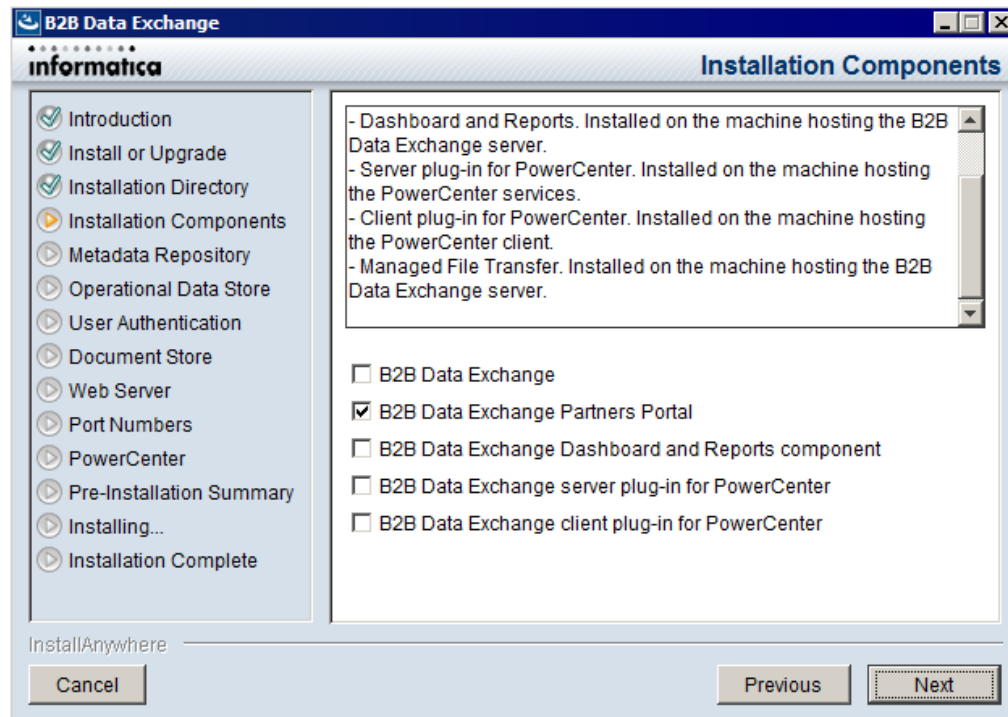 B2B Data Exchange
informatica
Installation Components
Introduction
Install or Upgrade
Installation Directory
Installation Components
Metadata Repository
Operational Data Store
User Authentication
Document Store
Web Server
Port Numbers
PowerCenter
Pre-Installation Summary
Installing...
Installation Complete
- Dashboard and Reports. Installed on the machine hosting the B2B
Data Exchange server.
- Server plug-in for PowerCenter. Installed on the machine hosting
the PowerCenter services.
- Client plug-in for PowerCenter. Installed on the machine hosting
the PowerCenter client.
- Managed File Transfer. Installed on the machine hosting the B2B
Data Exchange server.
B2B Data Exchange
B2B Data Exchange Partners Portal
B2B Data Exchange Dashboard and Reports component
B2B Data Exchange server plug-in for PowerCenter
B2B Data Exchange client plug-in for PowerCenter
InstallAnywhere
Cancel
Previous
Next